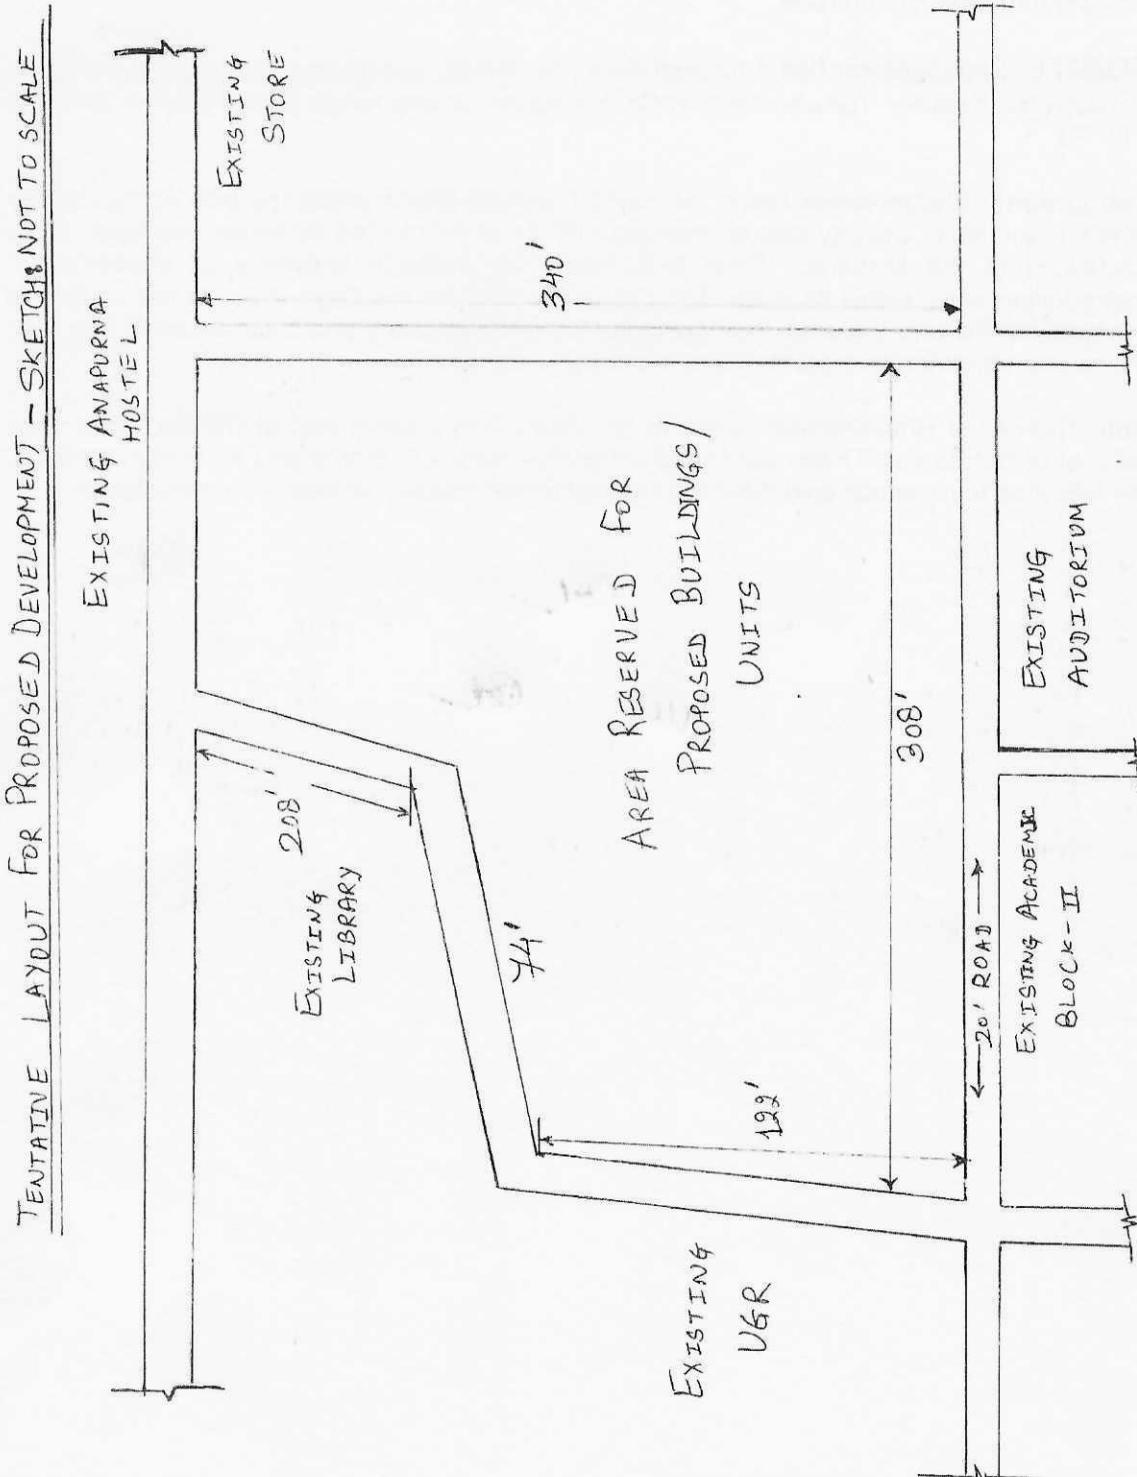 TENTATIVE LAYOUT FOR PROPOSED DEVELOPMENT - SKETCH: NOT TO SCALE
EXISTING ANAPURNA
HOSTEL
EXISTING
STORE
340'
208'
EXISTING
LIBRARY
74'
AREA RESERVED FOR
PROPOSED BUILDINGS/
UNITS
122'
308'
EXISTING
UGR
20' ROAD
EXISTING ACADEMIC
BLOCK-II
EXISTING
AUDITORIUM